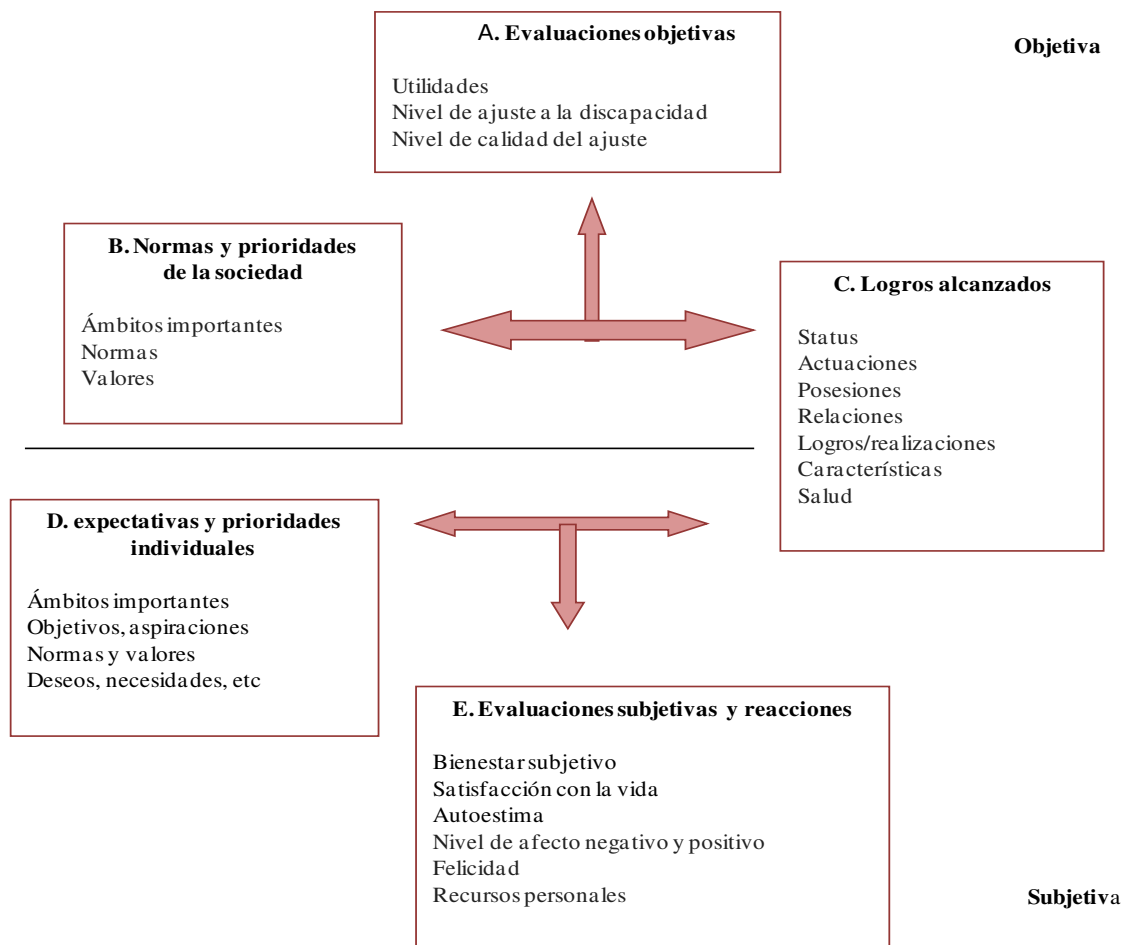 A. Evaluaciones objetivas
Objetiva
Utilidades
Nivel de ajuste a la discapacidad
Nivel de calidad del ajuste
B. Normas y prioridades
de la sociedad
Ámbitos importantes
Normas
Valores
C. Logros alcanzados
Status
Actuaciones
Posesiones
Relaciones
Logros/realizaciones
Características
Salud
D. expectativas y prioridades
individuales
Ámbitos importantes
Objetivos, aspiraciones
Normas y valores
Deseos, necesidades, etc
E. Evaluaciones subjetivas y reacciones
Bienestar subjetivo
Satisfacción con la vida
Autoestima
Nivel de afecto negativo y positivo
Felicidad
Recursos personales
Subjetiva